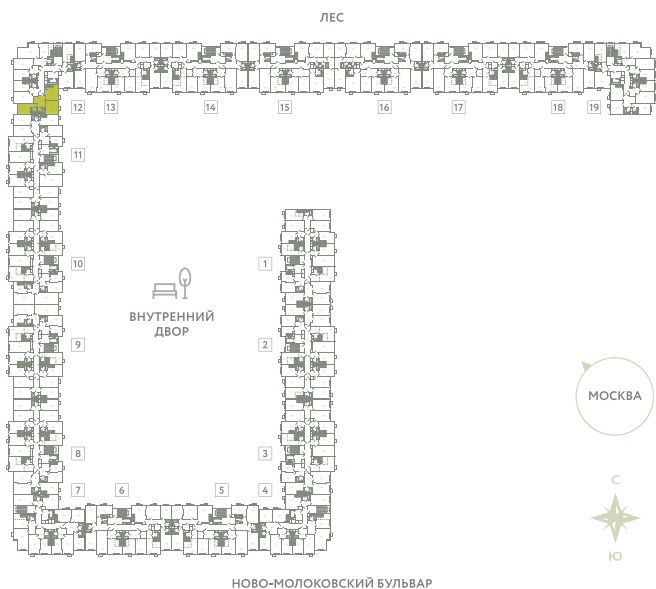 ЛЕС
12 13 14 15 16 17 18 19
11
10 1
ВНУТРЕННИЙ
ДВОР
9 2
МОСКВА
8 3
7 6 5 4
С
Ю
НОВО-МОЛОКОВСКИЙ БУЛЬВАР